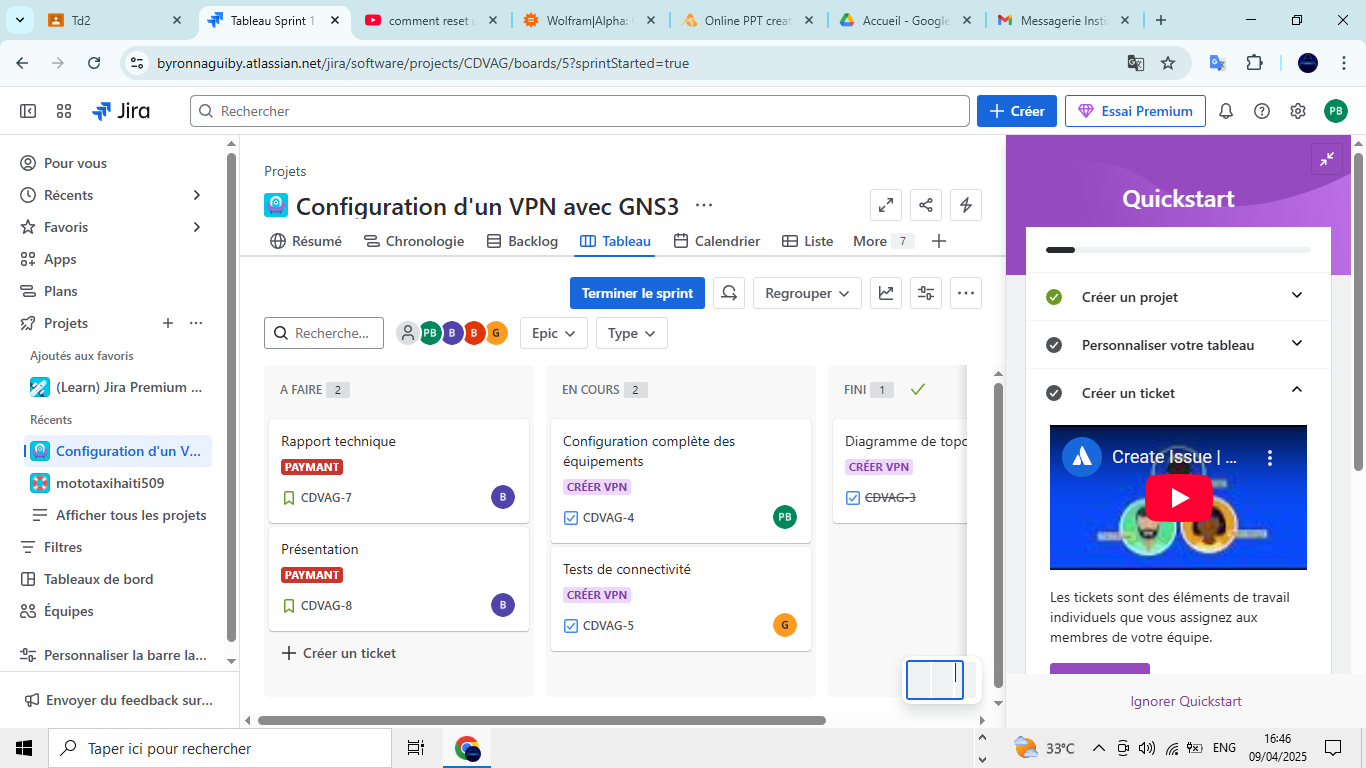 Td2
Tableau Sprint 1
comment reset
Wolfram|Alpha:
Online PPT creat
Accueil - Google
Messagerie Insti
byronnaguiby.atlassian.net/jira/software/projects/CDVAG/boards/5?sprintStarted=true
Jira
Rechercher
Créer
Essai Premium
PB
Pour vous
Récents
Favoris
Apps
Plans
Projets
Ajoutés aux favoris
(Learn) Jira Premium ...
Récents
Configuration d'un V...
mototaxihaiti509
Afficher tous les projets
Filtres
Tableaux de bord
Équipes
Personnaliser la barre la...
Envoyer du feedback sur...
Projets
Configuration d'un VPN avec GNS3
Résumé
Chronologie
Backlog
Tableau
Calendrier
Liste
More 7
Terminer le sprint
Regrouper
Recherche...
PB B B G
Epic
Type
A FAIRE 2
Rapport technique
PAYMANT
CDVAG-7
B
Présentation
PAYMANT
CDVAG-8
B
Créer un ticket
EN COURS 2
Configuration complète des
équipements
CRÉER VPN
CDVAG-4
PB
Tests de connectivité
CRÉER VPN
CDVAG-5
G
FINI 1
Diagramme de topo
CRÉER VPN
CDVAG-3
Quickstart
Créer un projet
Personnaliser votre tableau
Créer un ticket
Create Issue | ...
Les tickets sont des éléments de travail
individuels que vous assignez aux
membres de votre équipe.
Ignorer Quickstart
Taper ici pour rechercher
33°C
ENG
16:46
09/04/2025